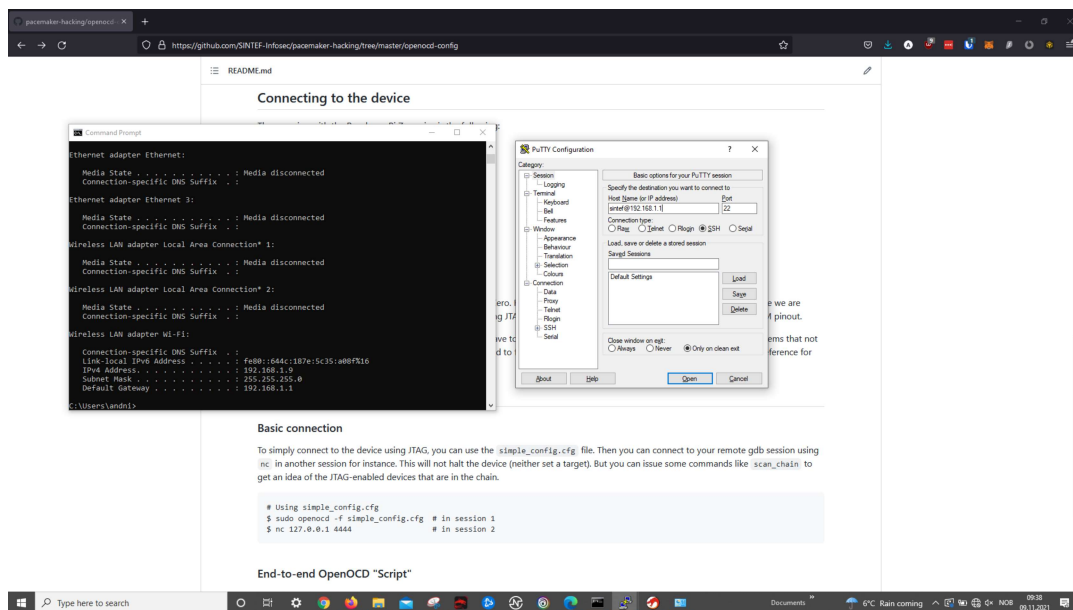 pacemaker-hacking/openocd-
https://github.com/SINTEF-Infosec/pacemaker-hacking/tree/master/openocd-config
README.md
Connecting to the device
Command Prompt
Ethernet adapter Ethernet:
Media State . . . . . . . . . . . : Media disconnected
Connection-specific DNS Suffix  . :
Ethernet adapter Ethernet 3:
Media State . . . . . . . . . . . : Media disconnected
Connection-specific DNS Suffix  . :
Wireless LAN adapter Local Area Connection* 1:
Media State . . . . . . . . . . . : Media disconnected
Connection-specific DNS Suffix  . :
Wireless LAN adapter Local Area Connection* 2:
Media State . . . . . . . . . . . : Media disconnected
Connection-specific DNS Suffix  . :
Wireless LAN adapter Wi-Fi:
Connection-specific DNS Suffix  . :
Link-local IPv6 Address . . . . . : fe80::644c:187e:5c35:a08f%16
IPv4 Address. . . . . . . . . . . : 192.168.1.9
Subnet Mask . . . . . . . . . . . : 255.255.255.0
Default Gateway . . . . . . . . . : 192.168.1.1
C:\Users\andni>
PuTTY Configuration
? X
Category:
Session
Logging
Terminal
Keyboard
Bell
Features
Window
Appearance
Behaviour
Translation
Selection
Colours
Connection
Data
Proxy
Telnet
Rlogin
SSH
Serial
Basic options for your PuTTY session
Specify the destination you want to connect to
Host Name (or IP address) Port
sintef@192.168.1.1 22
Connection type:
Raw Telnet Rlogin SSH Serial
Load, save or delete a stored session
Saved Sessions
Default Settings
Load
Save
Delete
Close window on exit:
Always Never Only on clean exit
About Help Open Cancel
ero.
e we are
g JTA
M pinout.
ve to
ems that not
d to
ference for
Basic connection
To simply connect to the device using JTAG, you can use the simple_config.cfg file. Then you can connect to your remote gdb session using
nc in another session for instance. This will not halt the device (neither set a target). But you can issue some commands like scan_chain to
get an idea of the JTAG-enabled devices that are in the chain.
# Using simple_config.cfg
$ sudo openocd -f simple_config.cfg  # in session 1
$ nc 127.0.0.1 4444                  # in session 2
End-to-end OpenOCD "Script"
Type here to search
Documents
6°C Rain coming
NOB
09:38
09.11.2021